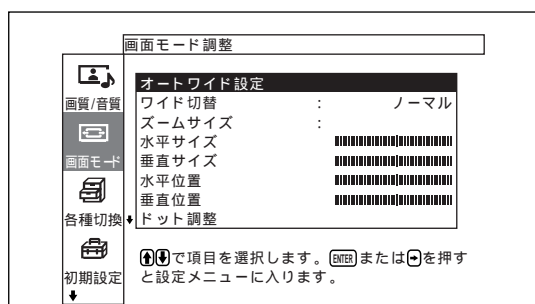 画面モード調整
画質/音質
画面モード
各種切換
初期設定
オートワイド設定
ワイド切替 : ノーマル
ズームサイズ :
水平サイズ
垂直サイズ
水平位置
垂直位置
ドット調整
で項目を選択します。ENTERまたは を押す
と設定メニューに入ります。